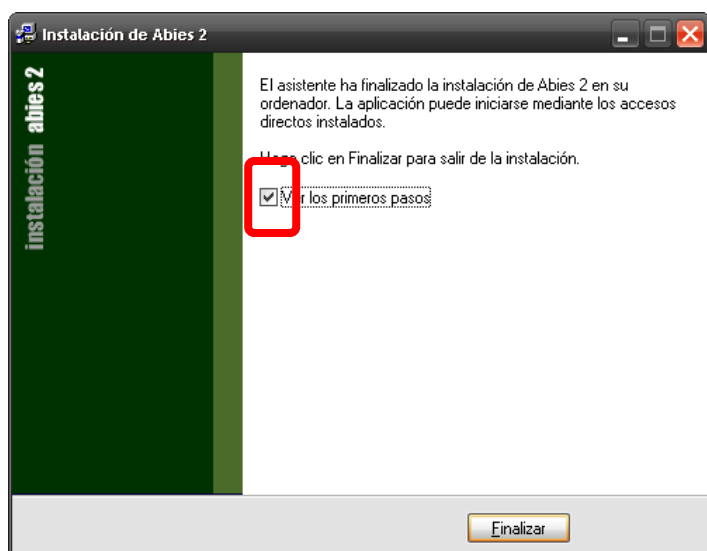 Instalación de Abies 2
instalación abies 2
El asistente ha finalizado la instalación de Abies 2 en su
ordenador. La aplicación puede iniciarse mediante los accesos
directos instalados.
Haga clic en Finalizar para salir de la instalación.
Ver los primeros pasos
Finalizar